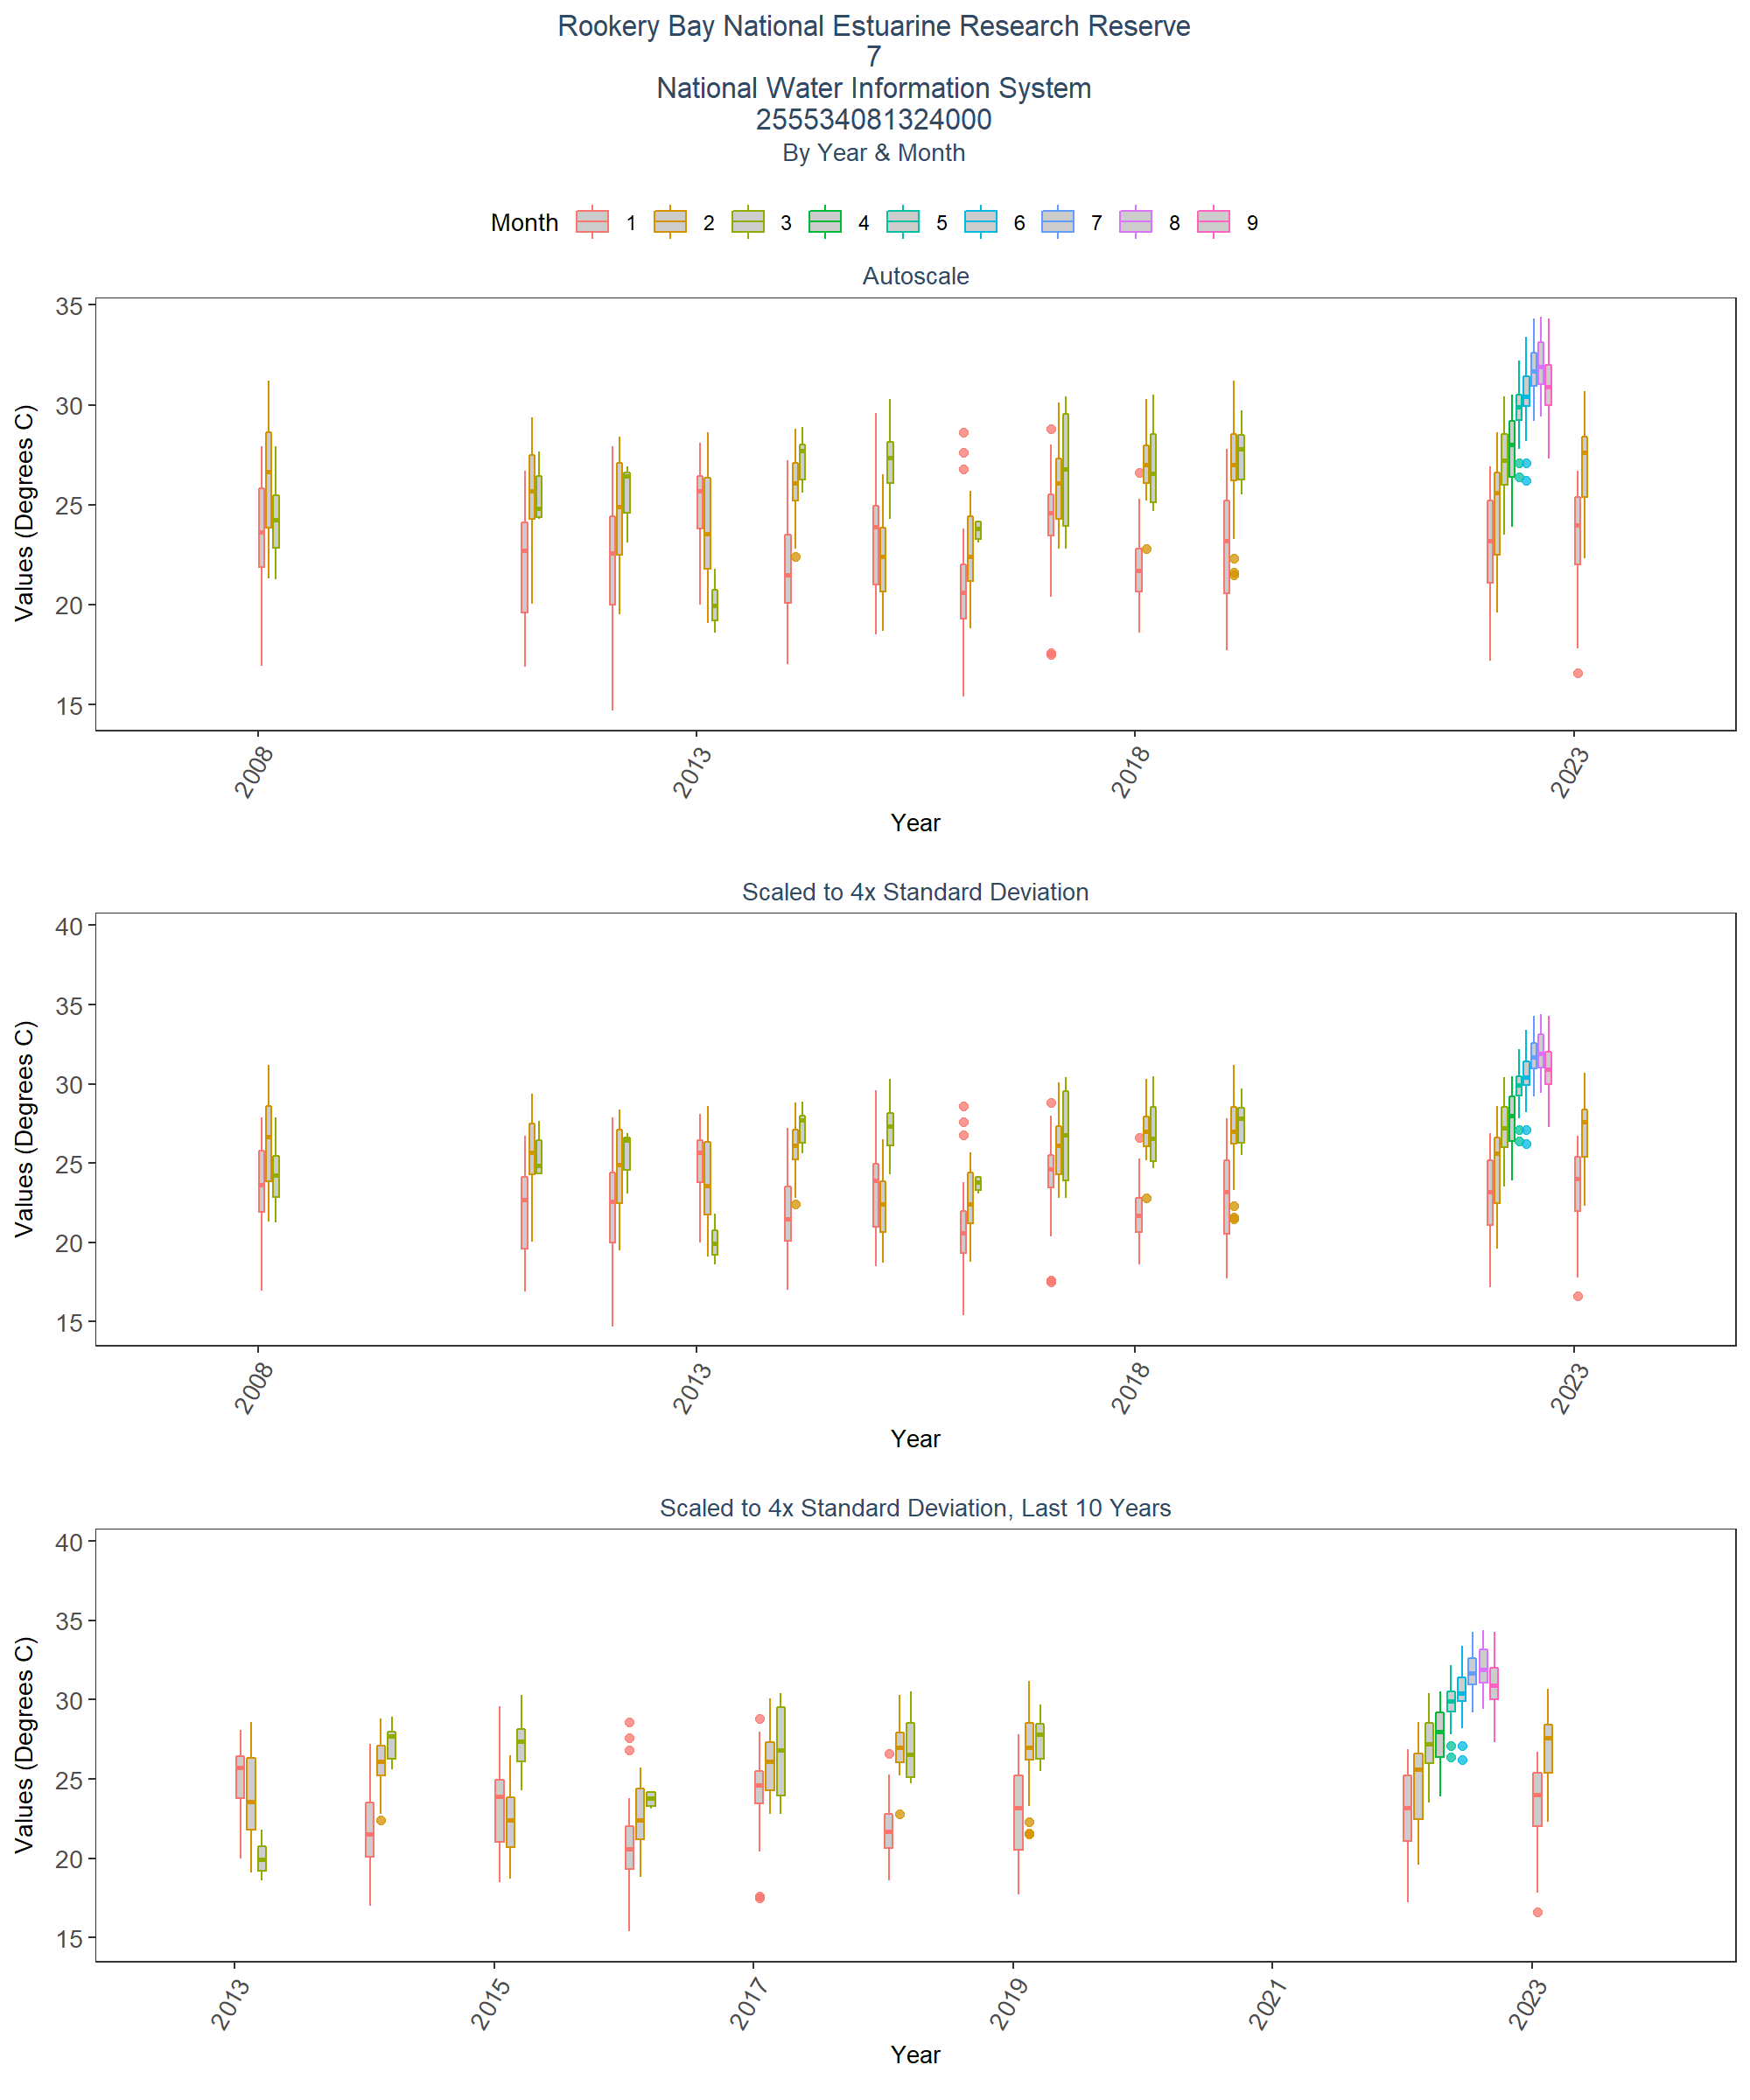 Rookery Bay National Estuarine Research Reserve
7
National Water Information System
255534081324000
By Year & Month
Month 1 2 3 4 5 6 7 8 9
Autoscale
35
30
25
20
15
Values (Degrees C)
2008 2013 2018 2023
Year
Scaled to 4x Standard Deviation
40
35
30
25
20
15
Values (Degrees C)
2008 2013 2018 2023
Year
Scaled to 4x Standard Deviation, Last 10 Years
40
35
30
25
20
15
Values (Degrees C)
2013 2015 2017 2019 2021 2023
Year